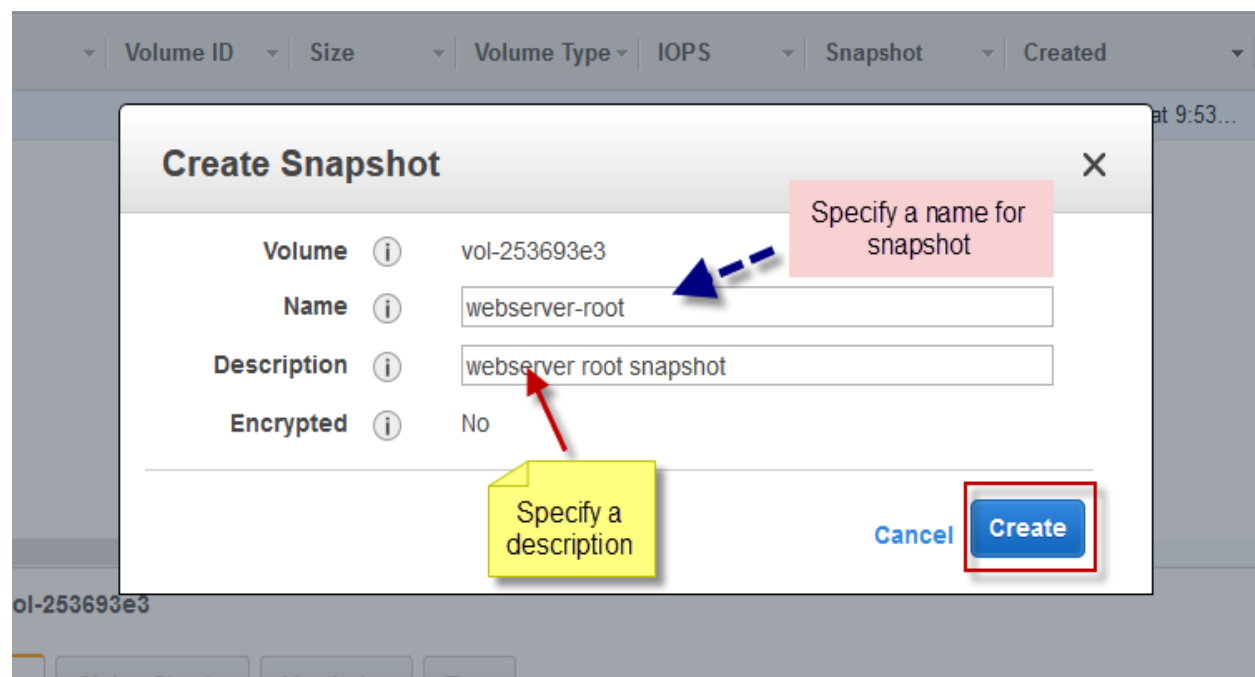 Volume ID Size Volume Type IOPS Snapshot Created
at 9:53...
Create Snapshot
Specify a name for
snapshot
Volume i vol-253693e3
Name i webserver-root
Description i webserver root snapshot
Encrypted i No
Specify a
description
Cancel Create
ol-253693e3